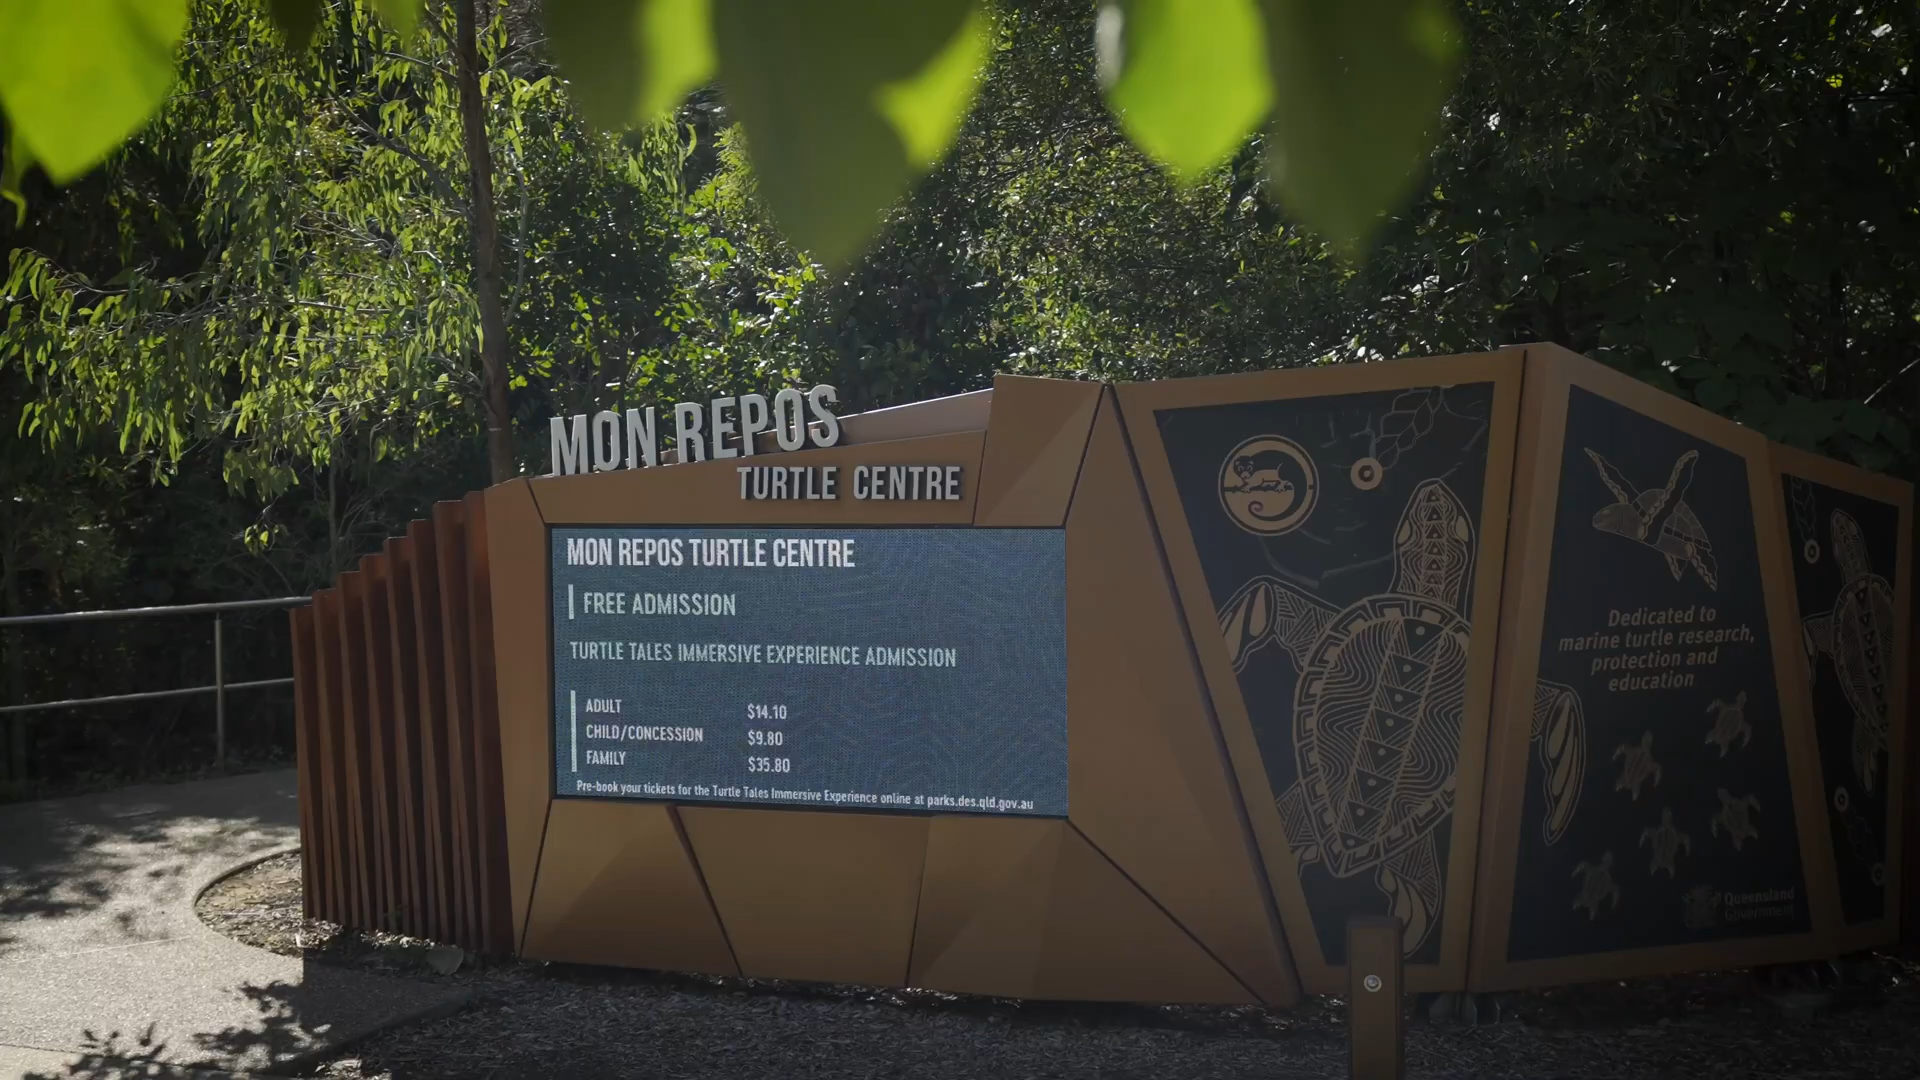 MON REPOS
TURTLE CENTRE
MON REPOS TURTLE CENTRE
FREE ADMISSION
TURTLE TALES IMMERSIVE EXPERIENCE ADMISSION
ADULT $14.10
CHILD/CONCESSION $9.80
FAMILY $35.80
Pre-book your tickets for the Turtle Tales Immersive Experience online at parks.des.qld.gov.au
Dedicated to
marine turtle research,
protection and
education
Queensland
Government